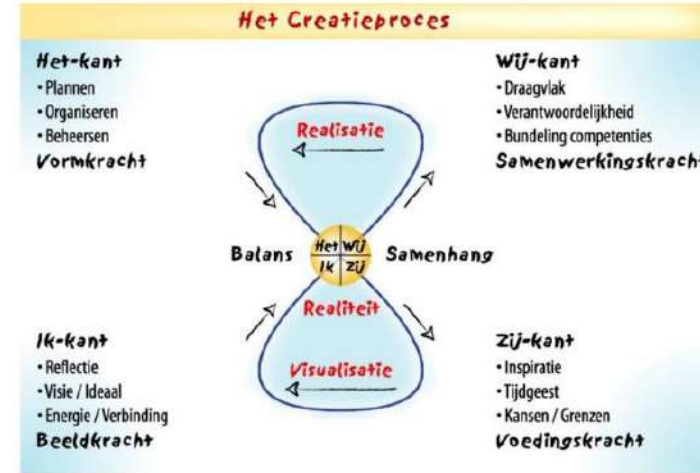 Het Creatieproces
Het-kant
• Plannen
• Organiseren
• Beheersen
Vormkracht
Wij-kant
• Draagvlak
• Verantwoordelijkheid
• Bundeling competenties
Samenwerkingskracht
Realisatie
Balans
Het Wij
Ik Zij
Samenhang
Realiteit
Visualisatie
Ik-kant
• Reflectie
• Visie / Ideaal
• Energie / Verbinding
Beeldkracht
Zij-kant
• Inspiratie
• Tijdgeest
• Kansen / Grenzen
Voedingskracht